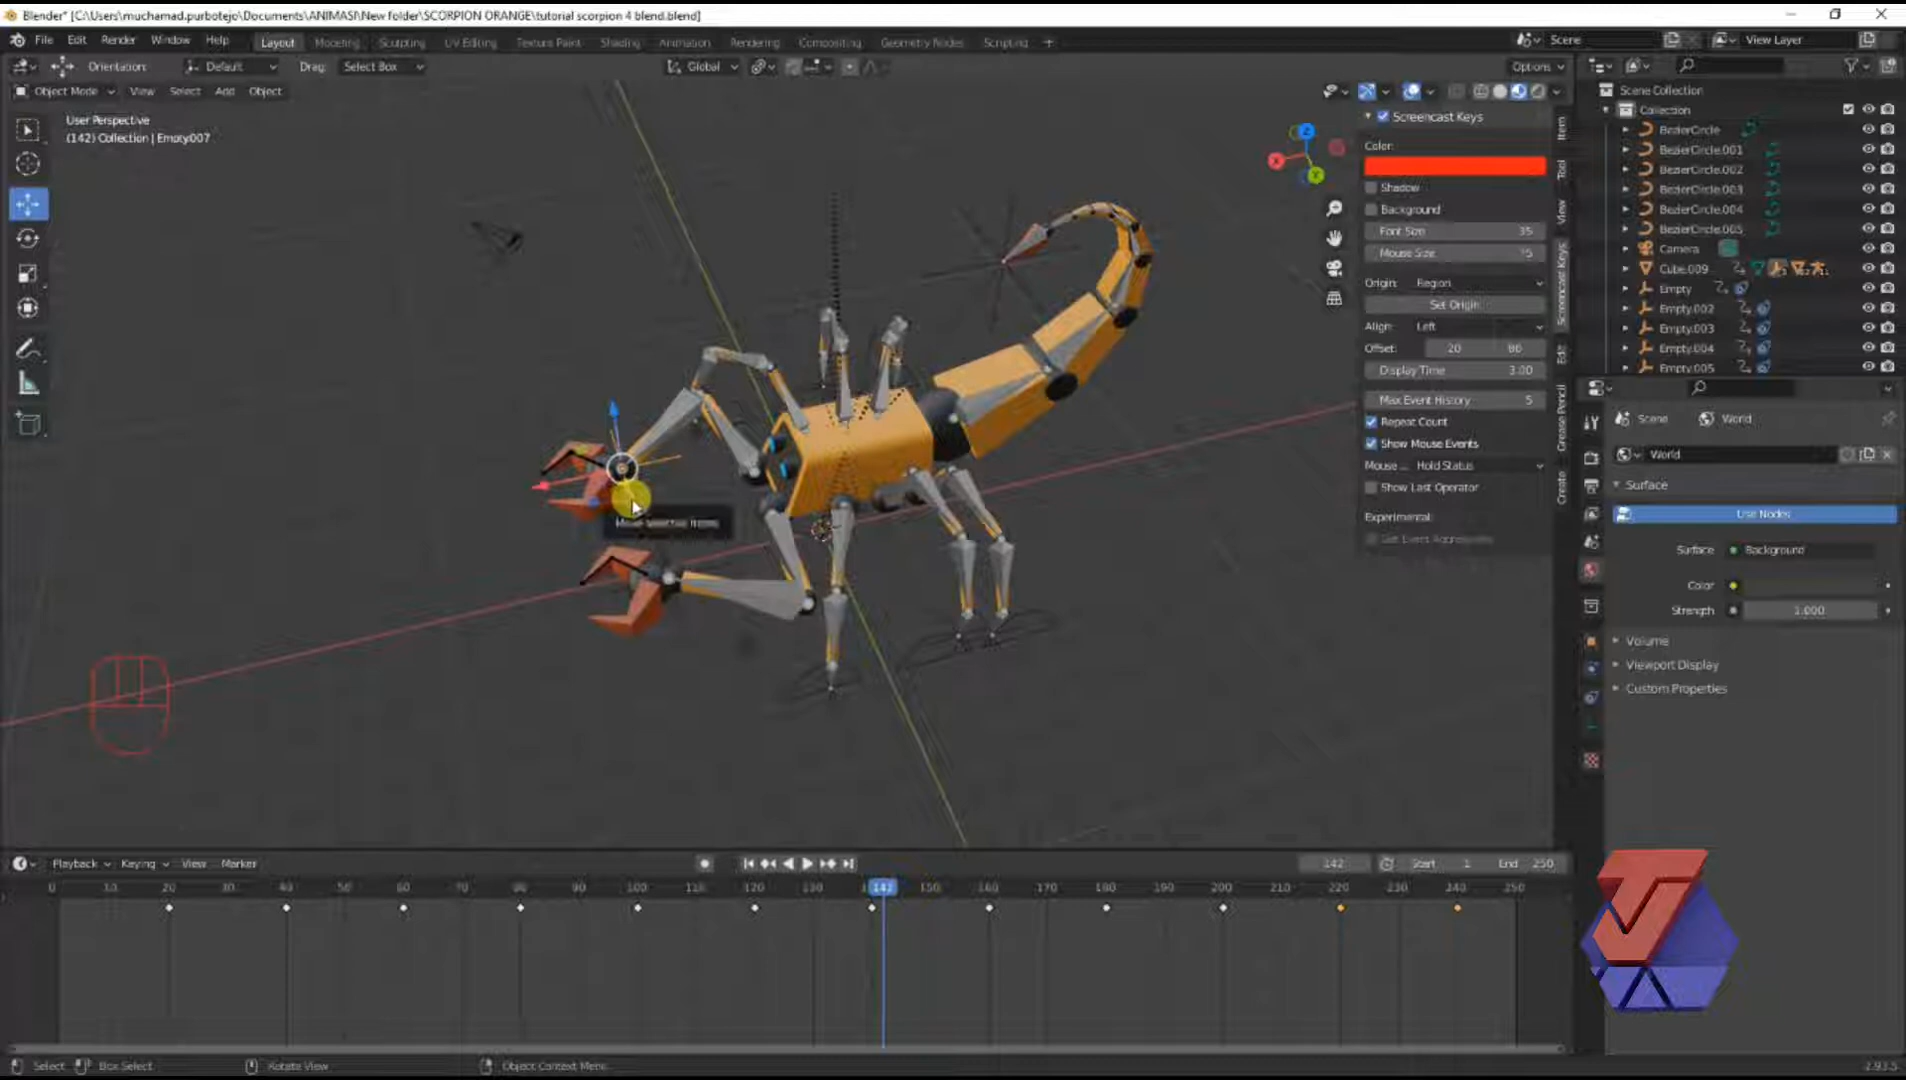 Blender* [C:\Users\muchamad.purbotejo\Documents\ANIMASI\New folder\SCORPION ORANGE\tutorial scorpion 4 blend.blend]
File Edit Render Window Help Layout Modeling Sculpting UV Editing Texture Paint Shading Animation Rendering Compositing Geometry Nodes Scripting + Scene View Layer
Orientation: Default Drag: Select Box Global Options
Object Mode View Select Add Object
User Perspective
(142) Collection | Empty007
Screencast Keys
Color:
Shadow
Background
Font Size 35
Mouse Size
Origin: Region
Set Origin
Align: Left
Offset: 20 80
Display Time 3.00
Max Event History 5
Repeat Count
Show Mouse Events
Mouse ... Hold Status
Show Last Operator
Experimental:
Item
Tool
View
Screencast Keys
Edit
Grease Pencil
Create
X
Z
Scene Collection
Collection
BezierCircle
BezierCircle.001
BezierCircle.002
BezierCircle.003
BezierCircle.004
BezierCircle.005
Camera
Cube.009
Empty
Empty.002
Empty.003
Empty.004
Empty.005
Scene World
World
Surface
Use Nodes
Surface Background
Color
Strength 1.000
Volume
Viewport Display
Custom Properties
Playback Keying View Marker 142 Start 1 End 250
0 10 20 30 40 50 60 70 80 90 100 110 120 130 142 150 160 170 180 190 200 210 220 230 240 250
Select Box Select Rotate View Object Context Menu 2.93.5